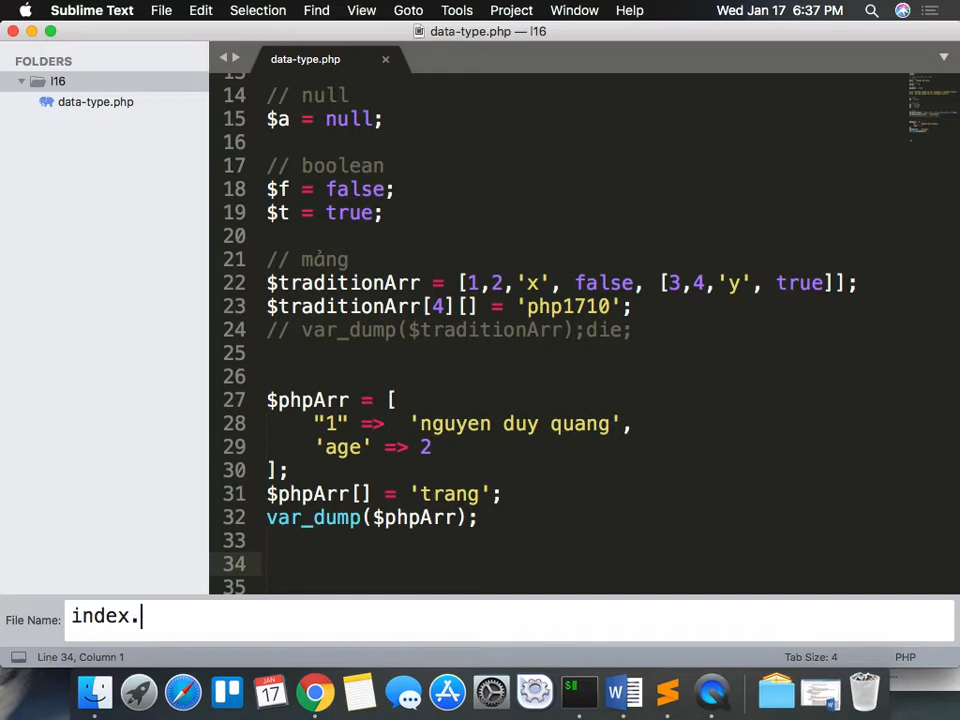 Sublime Text File Edit Selection Find View Goto Tools Project Window Help Wed Jan 17 6:37 PM
data-type.php — l16
FOLDERS
l16
data-type.php
data-type.php
14 // null
15 $a = null;
16
17 // boolean
18 $f = false;
19 $t = true;
20
21 // mảng
22 $traditionArr = [1,2,'x', false, [3,4,'y', true]];
23 $traditionArr[4][] = 'php1710';
24 // var_dump($traditionArr);die;
25
26
27 $phpArr = [
28 "1" => 'nguyen duy quang',
29 'age' => 2
30 ];
31 $phpArr[] = 'trang';
32 var_dump($phpArr);
33
34
35
File Name: index.
Line 34, Column 1 Tab Size: 4 PHP
JAN
17